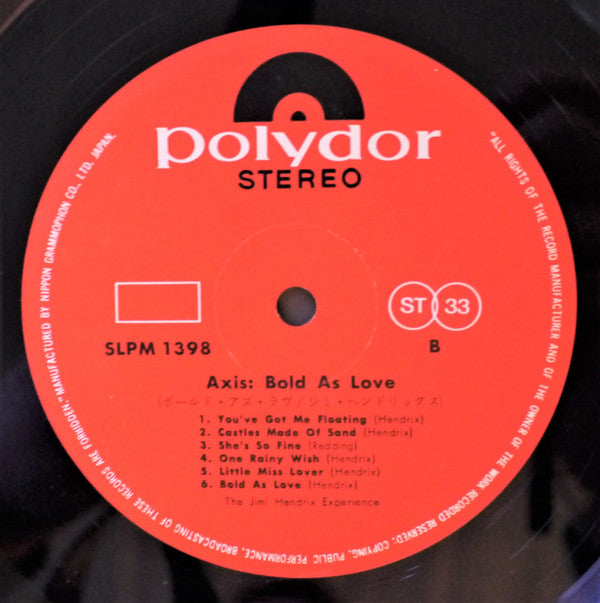 polydor
STEREO
ST 33
SLPM 1398
B
Axis: Bold As Love
(ボールド・アズ・ラヴ/ジミ・ヘンドリックス)
1. You've Got Me Floating (Hendrix)
2. Castles Made Of Sand (Hendrix)
3. She's So Fine (Redding)
4. One Rainy Wish (Hendrix)
5. Little Miss Lover (Hendrix)
6. Bold As Love (Hendrix)
The Jimi Hendrix Experience
"ALL RIGHTS OF THE RECORD MANUFACTURER AND OF THE OWNER OF THE WORK RECORDED RESERVED; COPYING, PUBLIC PERFORMANCE, BROADCASTING OF THESE RECORDS ARE FORBIDDEN." MANUFACTURED BY NIPPON GRAMMOPHON CO., LTD. JAPAN.